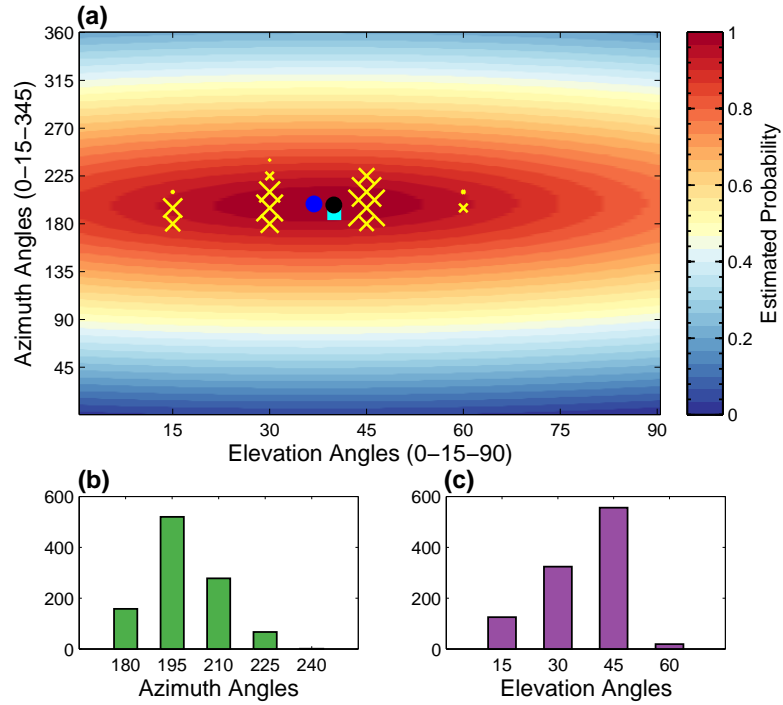 (a)
360
315
270
225
180
135
90
45
Azimuth Angles (0−15−345)
15 30 45 60 75 90
Elevation Angles (0−15−90)
1
0.8
0.6
0.4
0.2
0
Estimated Probability
(b)
600
400
200
0
180 195 210 225 240
Azimuth Angles
(c)
600
400
200
0
15 30 45 60
Elevation Angles